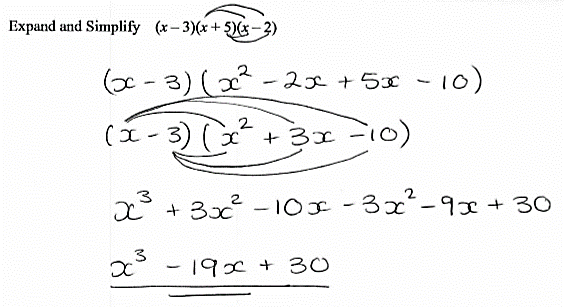 Expand and Simplify (x – 3)(x + 5)(x – 2)
(x - 3)(x² - 2x + 5x - 10)
(x - 3)(x² + 3x - 10)
x³ + 3x² - 10x - 3x² - 9x + 30
x³ - 19x + 30